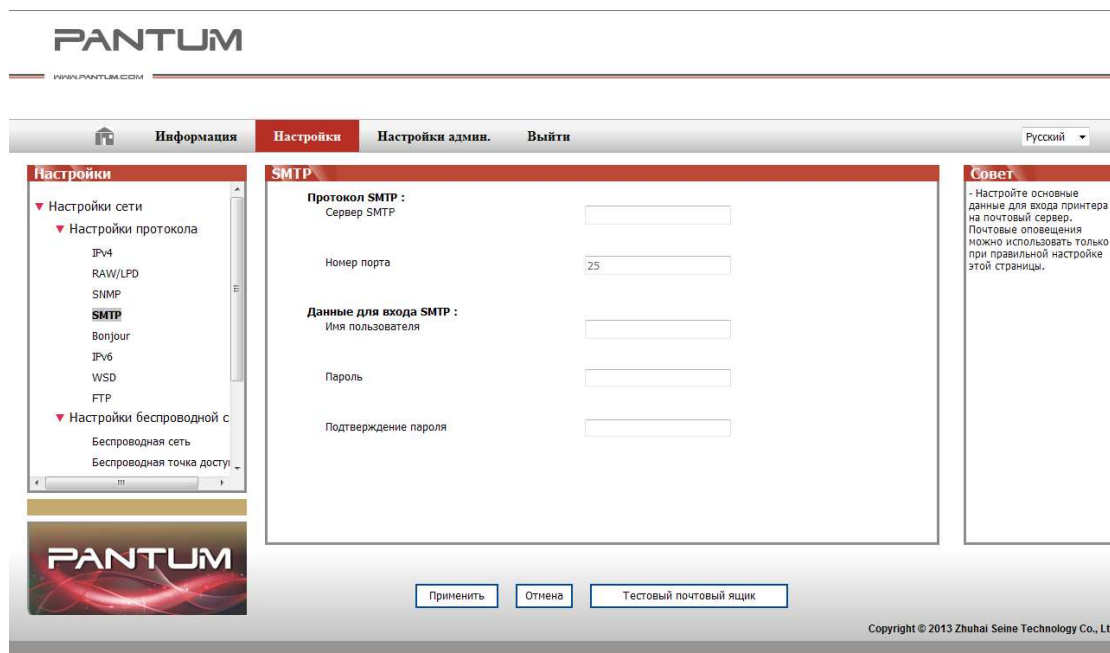 PANTUM
WWW.PANTUM.COM
Информация
Настройки
Настройки админ.
Выйти
Русский
Настройки
Настройки сети
Настройки протокола
IPv4
RAW/LPD
SNMP
SMTP
Bonjour
IPv6
WSD
FTP
Настройки беспроводной с
Беспроводная сеть
Беспроводная точка досту
SMTP
Протокол SMTP :
Сервер SMTP
Номер порта
25
Данные для входа SMTP :
Имя пользователя
Пароль
Подтверждение пароля
Совет
- Настройте основные
данные для входа принтера
на почтовый сервер.
Почтовые оповещения
можно использовать только
при правильной настройке
этой страницы.
PANTUM
Применить
Отмена
Тестовый почтовый ящик
Copyright © 2013 Zhuhai Seine Technology Co., Lt